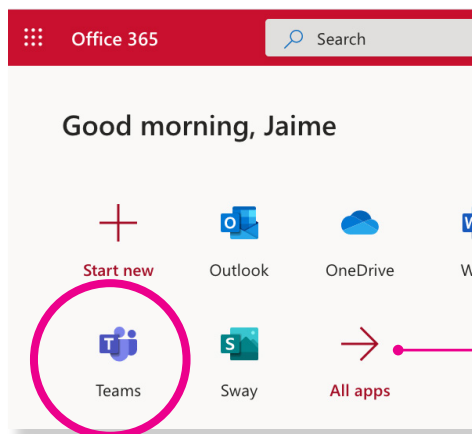 Office 365
Search
Good morning, Jaime
Start new
Outlook
OneDrive
W
Teams
Sway
All apps